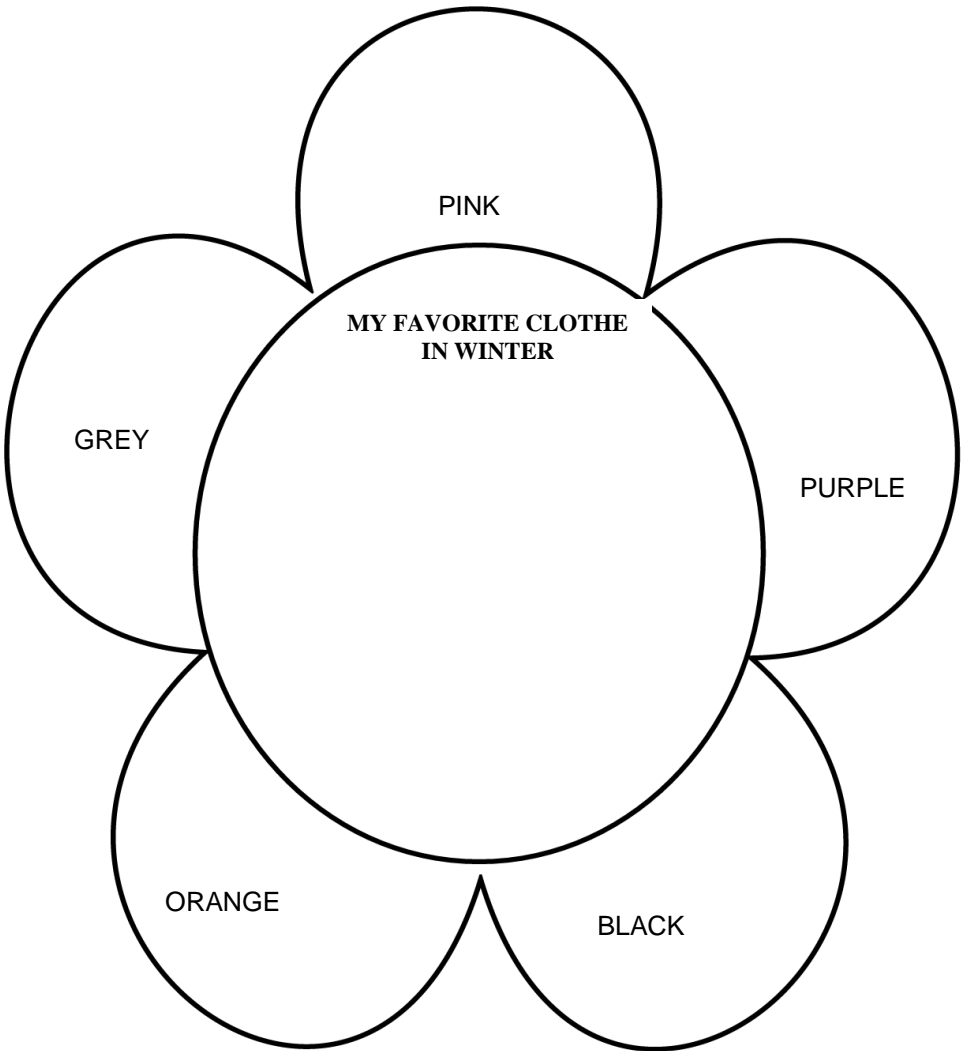 PINK
MY FAVORITE CLOTHE
IN WINTER
GREY
PURPLE
ORANGE
BLACK